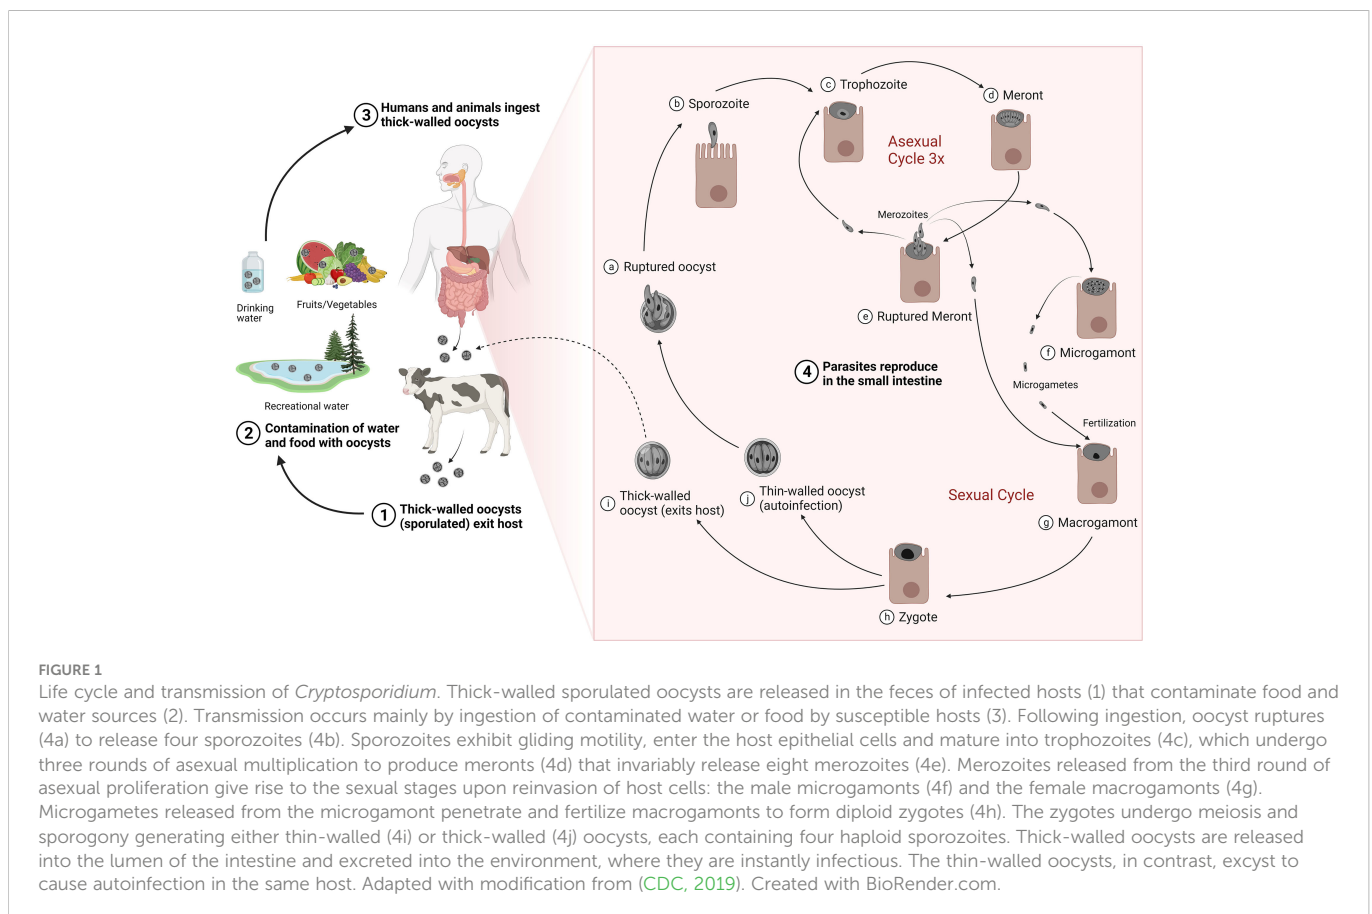 3 Humans and animals ingest
thick-walled oocysts
Drinking
water
Fruits/Vegetables
Recreational water
2 Contamination of water
and food with oocysts
1 Thick-walled oocysts
(sporulated) exit host
a Ruptured oocyst
b Sporozoite
c Trophozoite
d Meront
Asexual
Cycle 3x
Merozoites
e Ruptured Meront
f Microgamont
Microgametes
4 Parasites reproduce
in the small intestine
Fertilization
Sexual Cycle
g Macrogamont
h Zygote
i Thick-walled
oocyst (exits host)
j Thin-walled oocyst
(autoinfection)
FIGURE 1
Life cycle and transmission of Cryptosporidium. Thick-walled sporulated oocysts are released in the feces of infected hosts (1) that contaminate food and
water sources (2). Transmission occurs mainly by ingestion of contaminated water or food by susceptible hosts (3). Following ingestion, oocyst ruptures
(4a) to release four sporozoites (4b). Sporozoites exhibit gliding motility, enter the host epithelial cells and mature into trophozoites (4c), which undergo
three rounds of asexual multiplication to produce meronts (4d) that invariably release eight merozoites (4e). Merozoites released from the third round of
asexual proliferation give rise to the sexual stages upon reinvasion of host cells: the male microgamonts (4f) and the female macrogamonts (4g).
Microgametes released from the microgamont penetrate and fertilize macrogamonts to form diploid zygotes (4h). The zygotes undergo meiosis and
sporogony generating either thin-walled (4i) or thick-walled (4j) oocysts, each containing four haploid sporozoites. Thick-walled oocysts are released
into the lumen of the intestine and excreted into the environment, where they are instantly infectious. The thin-walled oocysts, in contrast, excyst to
cause autoinfection in the same host. Adapted with modification from (CDC, 2019). Created with BioRender.com.